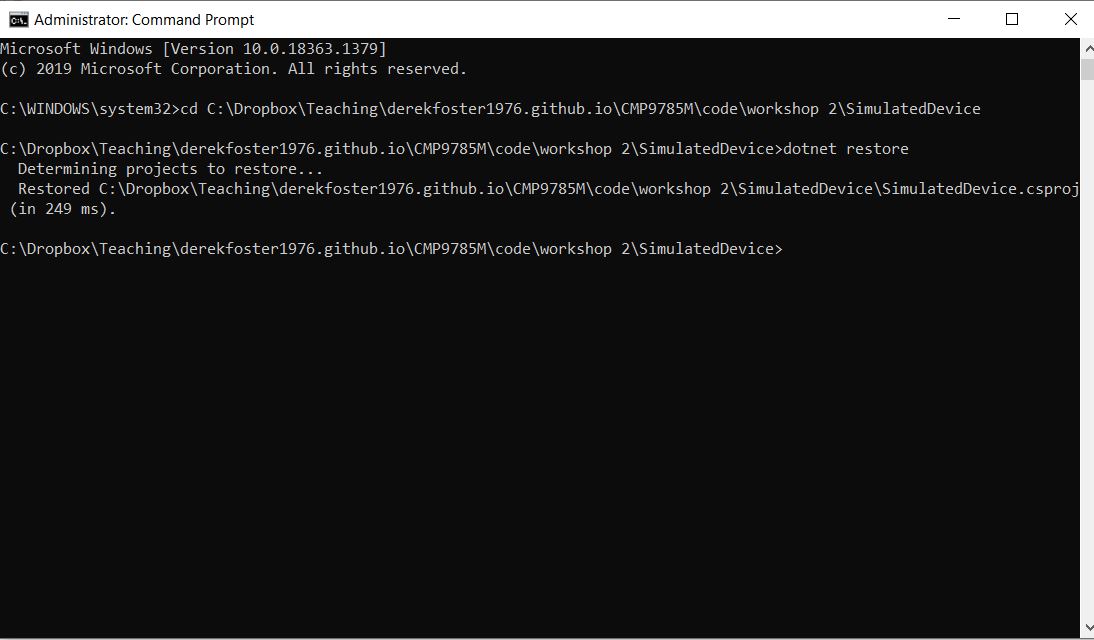 Administrator: Command Prompt
Microsoft Windows [Version 10.0.18363.1379]
(c) 2019 Microsoft Corporation. All rights reserved.
C:\WINDOWS\system32>cd C:\Dropbox\Teaching\derekfoster1976.github.io\CMP9785M\code\workshop 2\SimulatedDevice
C:\Dropbox\Teaching\derekfoster1976.github.io\CMP9785M\code\workshop 2\SimulatedDevice>dotnet restore
  Determining projects to restore...
  Restored C:\Dropbox\Teaching\derekfoster1976.github.io\CMP9785M\code\workshop 2\SimulatedDevice\SimulatedDevice.csproj
 (in 249 ms).
C:\Dropbox\Teaching\derekfoster1976.github.io\CMP9785M\code\workshop 2\SimulatedDevice>